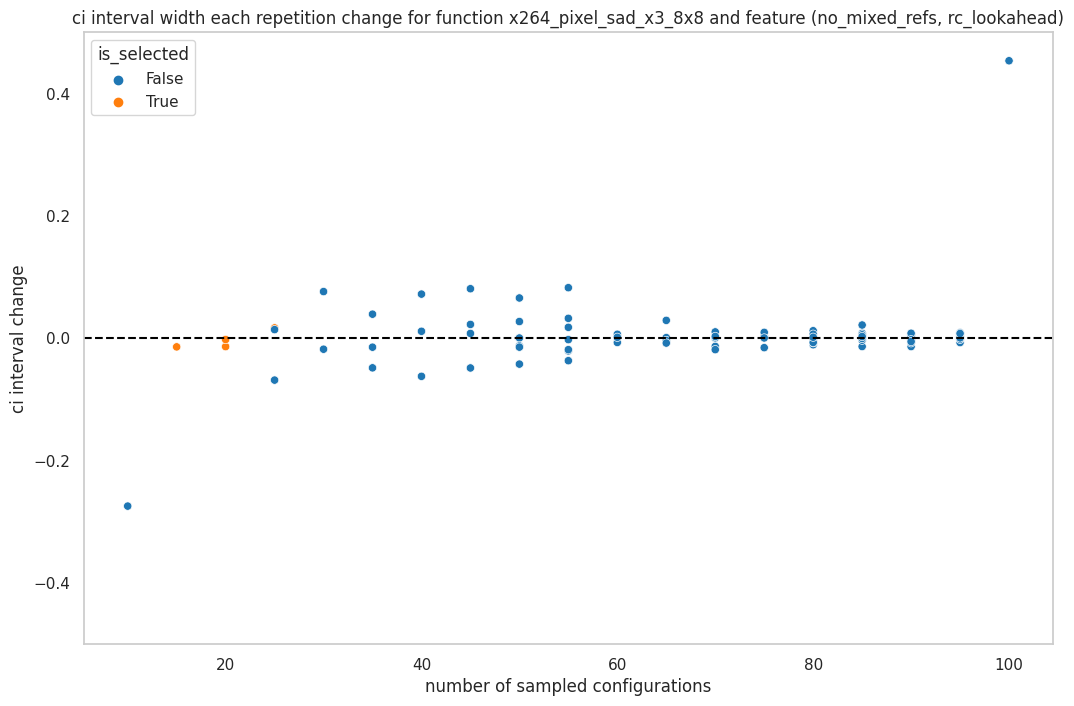 ci interval width each repetition change for function x264_pixel_sad_x3_8x8 and feature (no_mixed_refs, rc_lookahead)
is_selected
False
True
ci interval change
0.4
0.2
0.0
−0.2
−0.4
20
40
60
80
100
number of sampled configurations